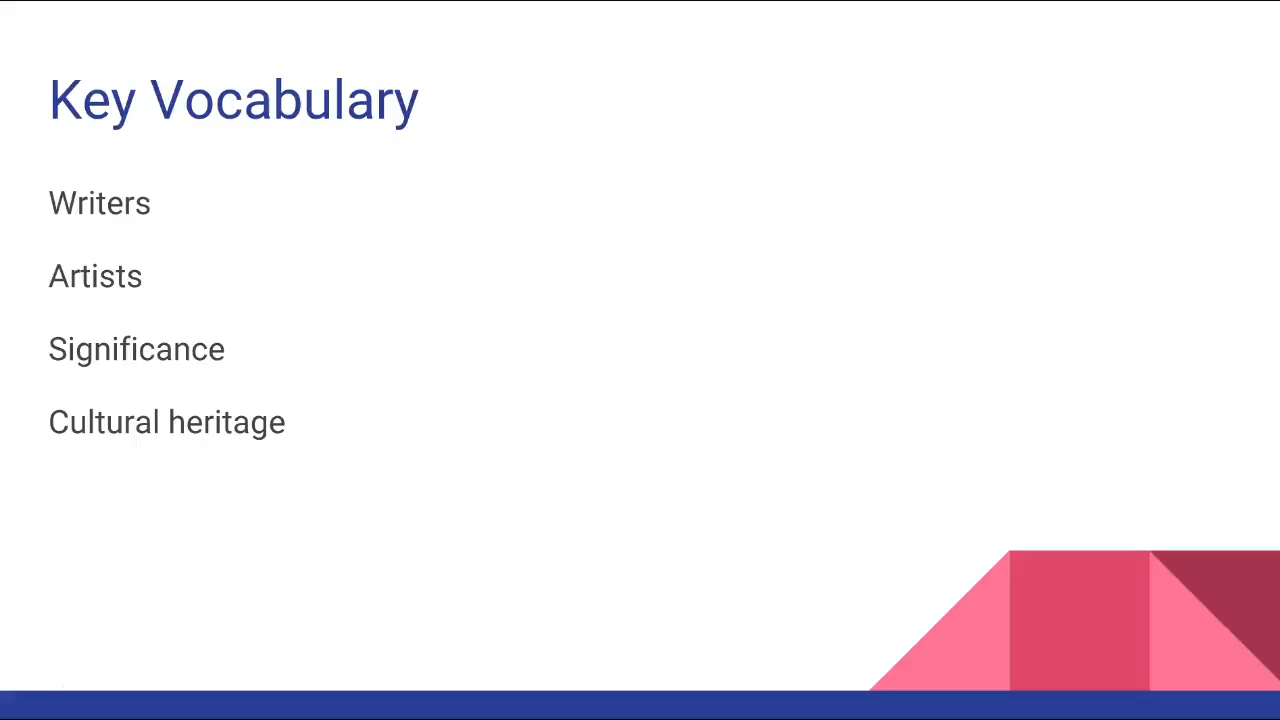 Key Vocabulary
Writers
Artists
Significance
Cultural heritage